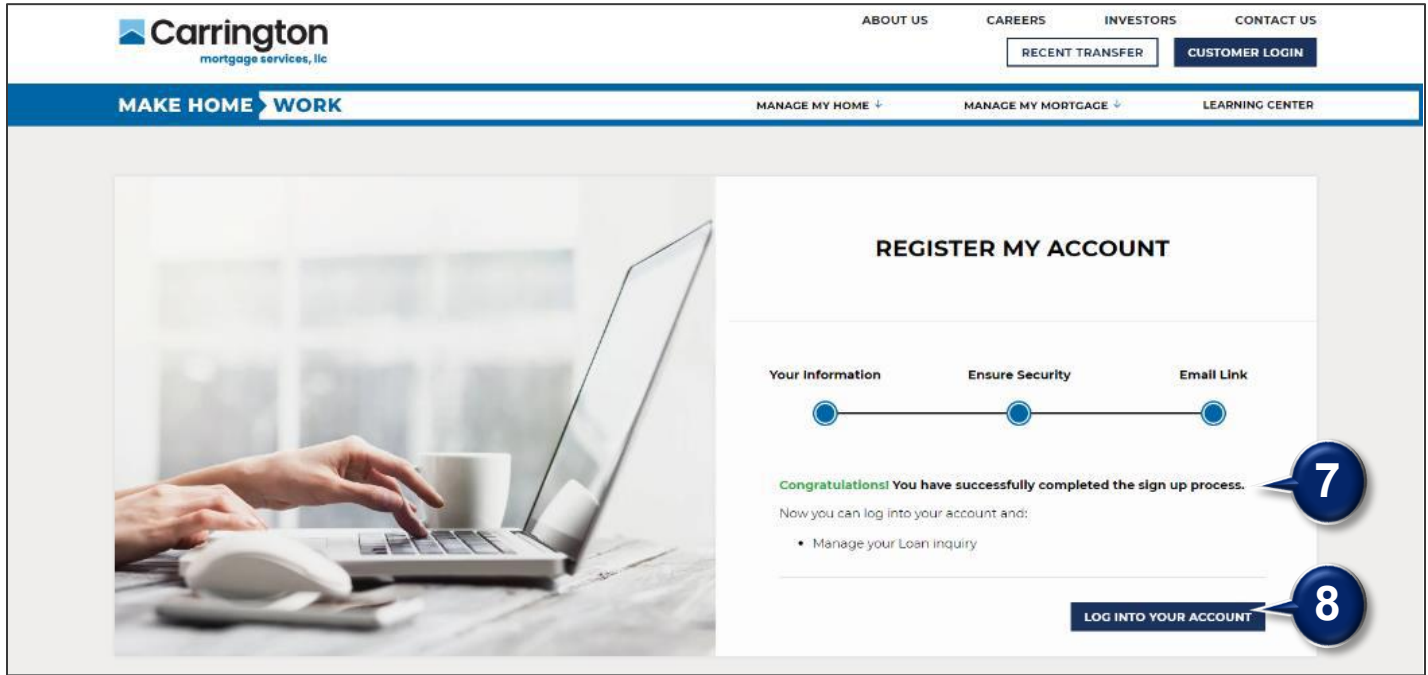 Carrington
mortgage services, llc
ABOUT US CAREERS INVESTORS CONTACT US
RECENT TRANSFER CUSTOMER LOGIN
MAKE HOME WORK MANAGE MY HOME ↓ MANAGE MY MORTGAGE ↓ LEARNING CENTER
REGISTER MY ACCOUNT
Your Information Ensure Security Email Link
Congratulations! You have successfully completed the sign up process.
7
Now you can log into your account and:
• Manage your Loan inquiry
LOG INTO YOUR ACCOUNT
8